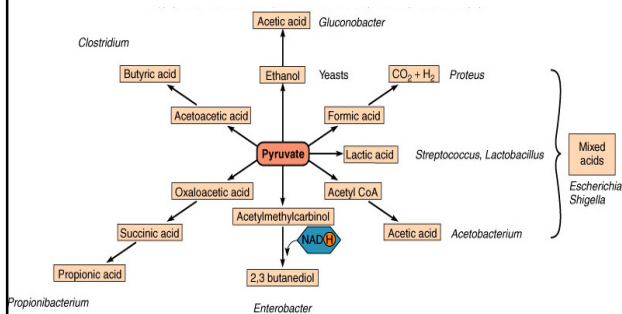 Acetic acid Gluconobacter
Clostridium
Butyric acid Ethanol Yeasts CO2 + H2 Proteus
Acetoacetic acid Formic acid
Pyruvate Lactic acid Streptococcus, Lactobacillus
Mixed
acids
Escherichia
Shigella
Oxaloacetic acid Acetyl CoA
Acetylmethylcarbinol
Succinic acid NADH Acetic acid Acetobacterium
Propionic acid 2,3 butanediol
Propionibacterium
Enterobacter